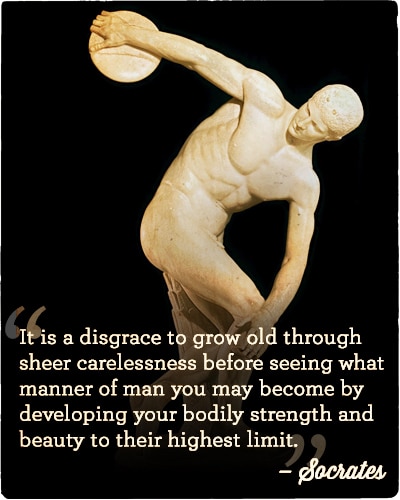 “It is a disgrace to grow old through
sheer carelessness before seeing what
manner of man you may become by
developing your bodily strength and
beauty to their highest limit.”
– Socrates